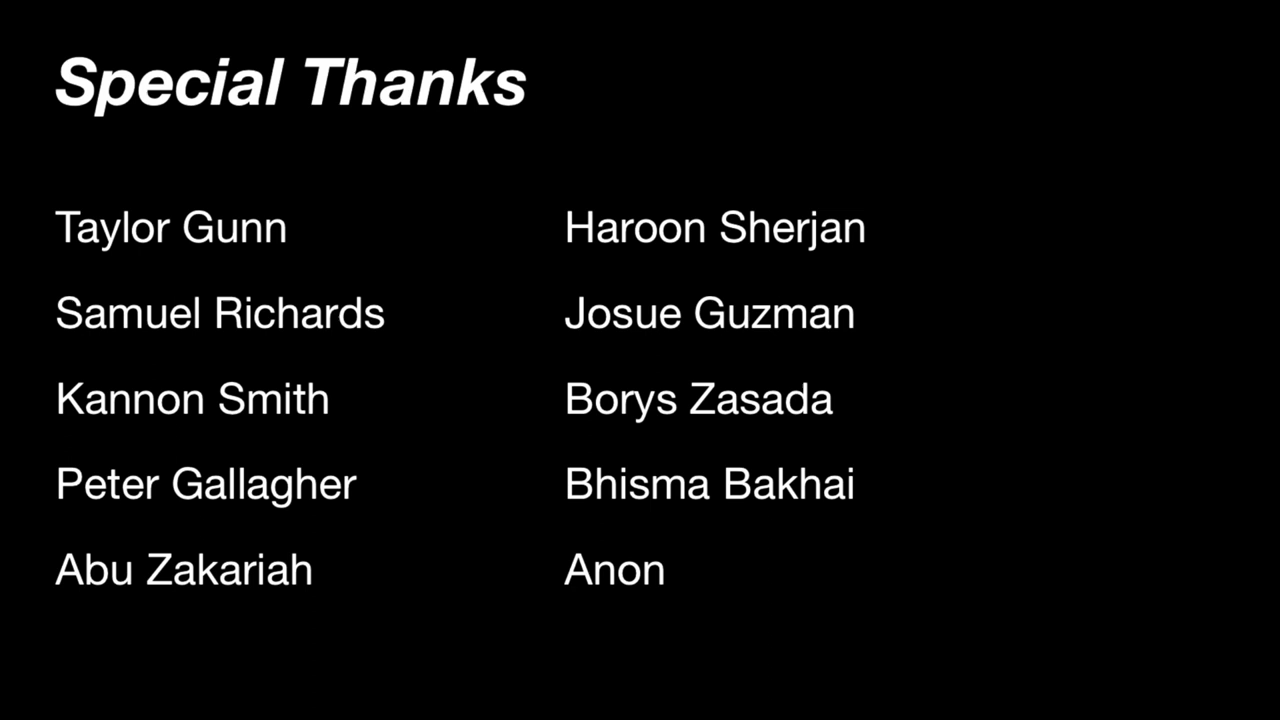 Special Thanks
Taylor Gunn
Samuel Richards
Kannon Smith
Peter Gallagher
Abu Zakariah
Haroon Sherjan
Josue Guzman
Borys Zasada
Bhisma Bakhai
Anon